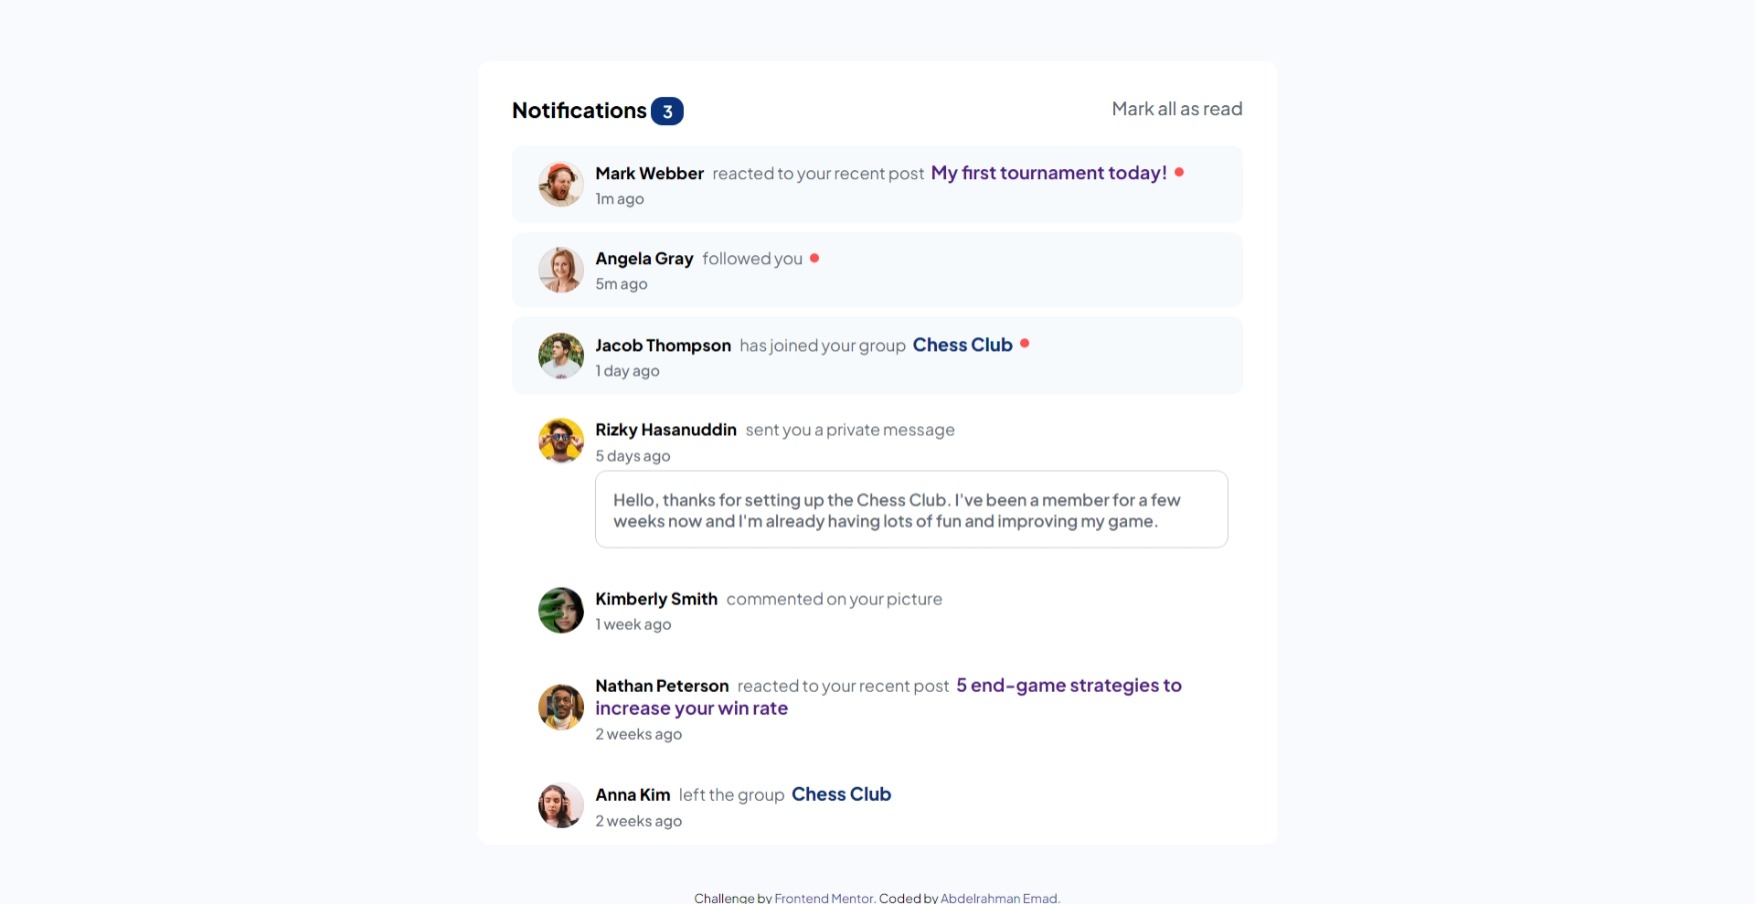 Notifications 3
Mark all as read
Mark Webber reacted to your recent post My first tournament today!
1m ago
Angela Gray followed you
5m ago
Jacob Thompson has joined your group Chess Club
1 day ago
Rizky Hasanuddin sent you a private message
5 days ago
Hello, thanks for setting up the Chess Club. I've been a member for a few
weeks now and I'm already having lots of fun and improving my game.
Kimberly Smith commented on your picture
1 week ago
Nathan Peterson reacted to your recent post 5 end-game strategies to
increase your win rate
2 weeks ago
Anna Kim left the group Chess Club
2 weeks ago
Challenge by Frontend Mentor. Coded by Abdelrahman Emad.